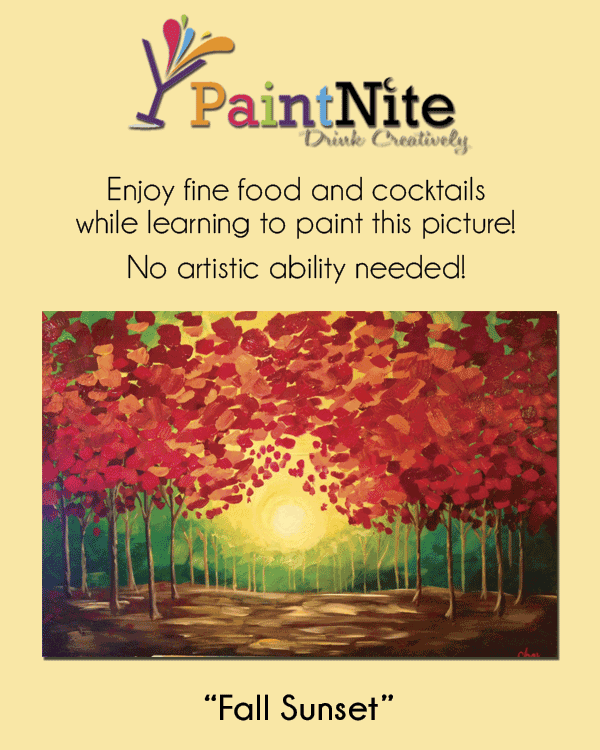 PaintNite
Drink Creatively
Enjoy fine food and cocktails
while learning to paint this picture!
No artistic ability needed!
“Fall Sunset”